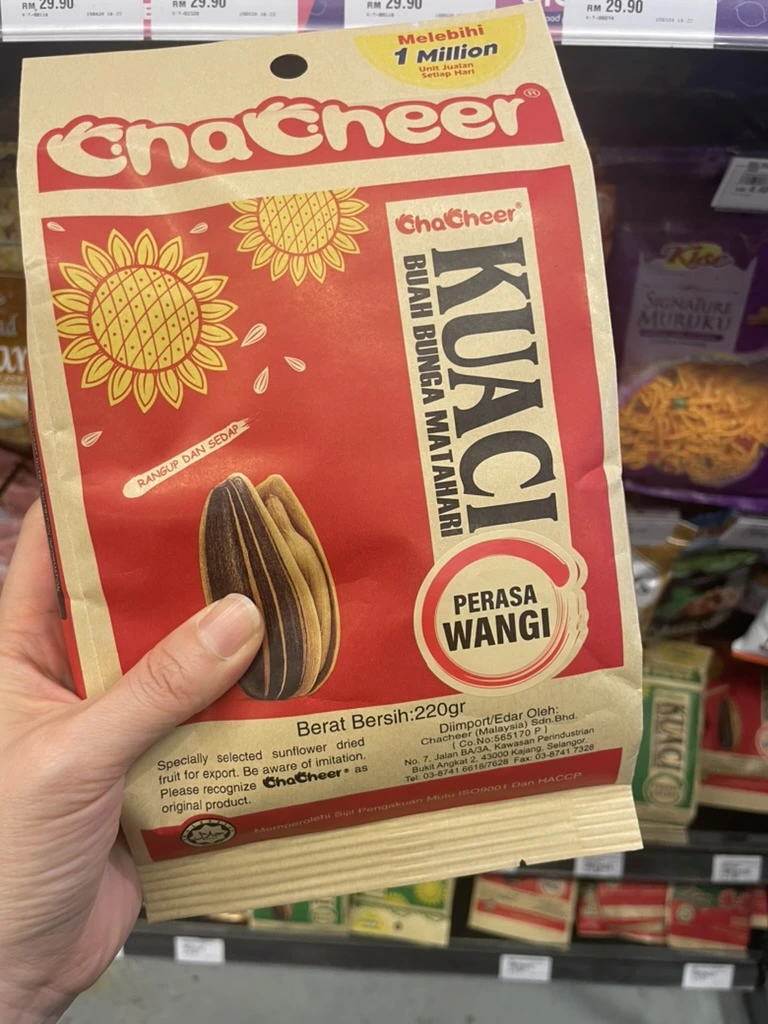 RM 29.90
RM 29.90
RM 29.90
RM 29.90
Melebihi
1 Million
Unit Jualan
Setiap Hari
ChaCheer®
ChaCheer®
KUACI
BUAH BUNGA MATAHARI
RANGUP DAN SEDAP
PERASA
WANGI
Berat Bersih:220gr
Specially selected sunflower dried
fruit for export. Be aware of imitation.
Please recognize ChaCheer® as
original product.
Diimport/Edar Oleh:
Chacheer (Malaysia) Sdn.Bhd.
( Co.No:565170 P )
No. 7, Jalan BA/3A, Kawasan Perindustrian
Bukit Angkat 2, 43000 Kajang, Selangor.
Tel: 03-8741 6618/7628 Fax: 03-8741 7328
Memperolehi Sijil Pengakuan Mutu ISO9001 Dan HACCP
SIGNATURE
MURUKU
KUACI